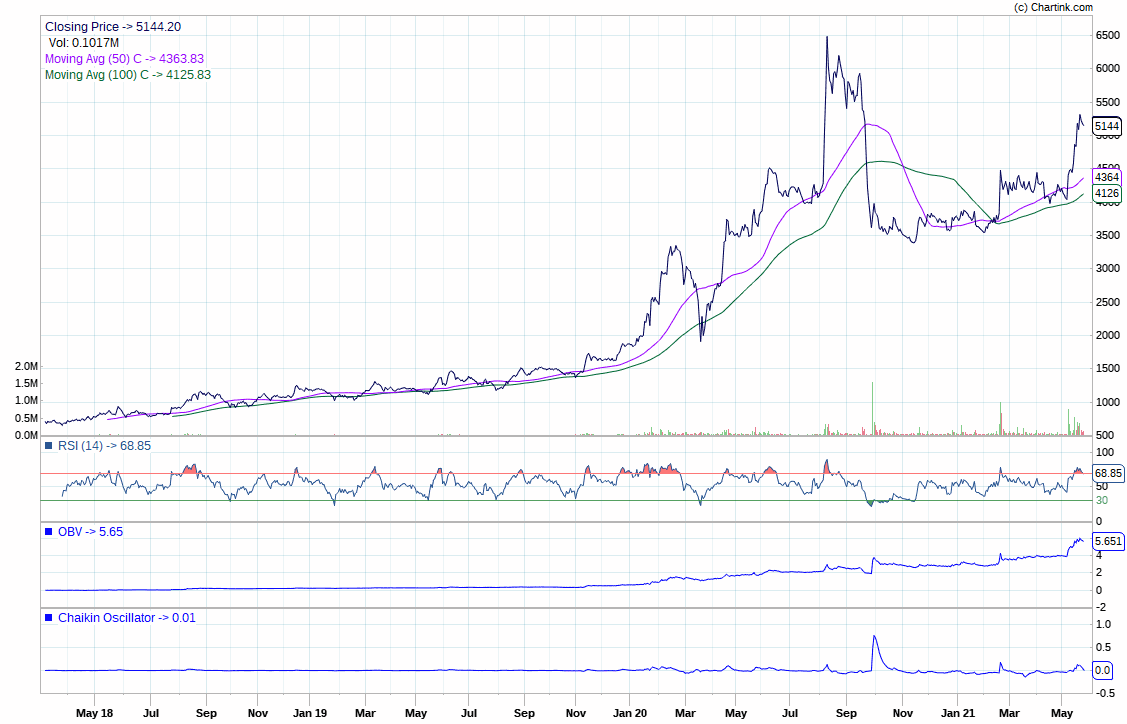 (c) Chartink.com
Closing Price -> 5144.20
Vol: 0.1017M
Moving Avg (50) C -> 4363.83
Moving Avg (100) C -> 4125.83
6500
6000
5500
5144
5000
4500
4364
4126
4000
3500
3000
2500
2000
1500
1000
500
2.0M
1.5M
1.0M
0.5M
0.0M
RSI (14) -> 68.85
100
68.85
50
30
0
OBV -> 5.65
5.651
4
2
0
-2
Chaikin Oscillator -> 0.01
1.0
0.5
0.0
0.0
-0.5
May 18 Jul Sep Nov Jan 19 Mar May Jul Sep Nov Jan 20 Mar May Jul Sep Nov Jan 21 Mar May